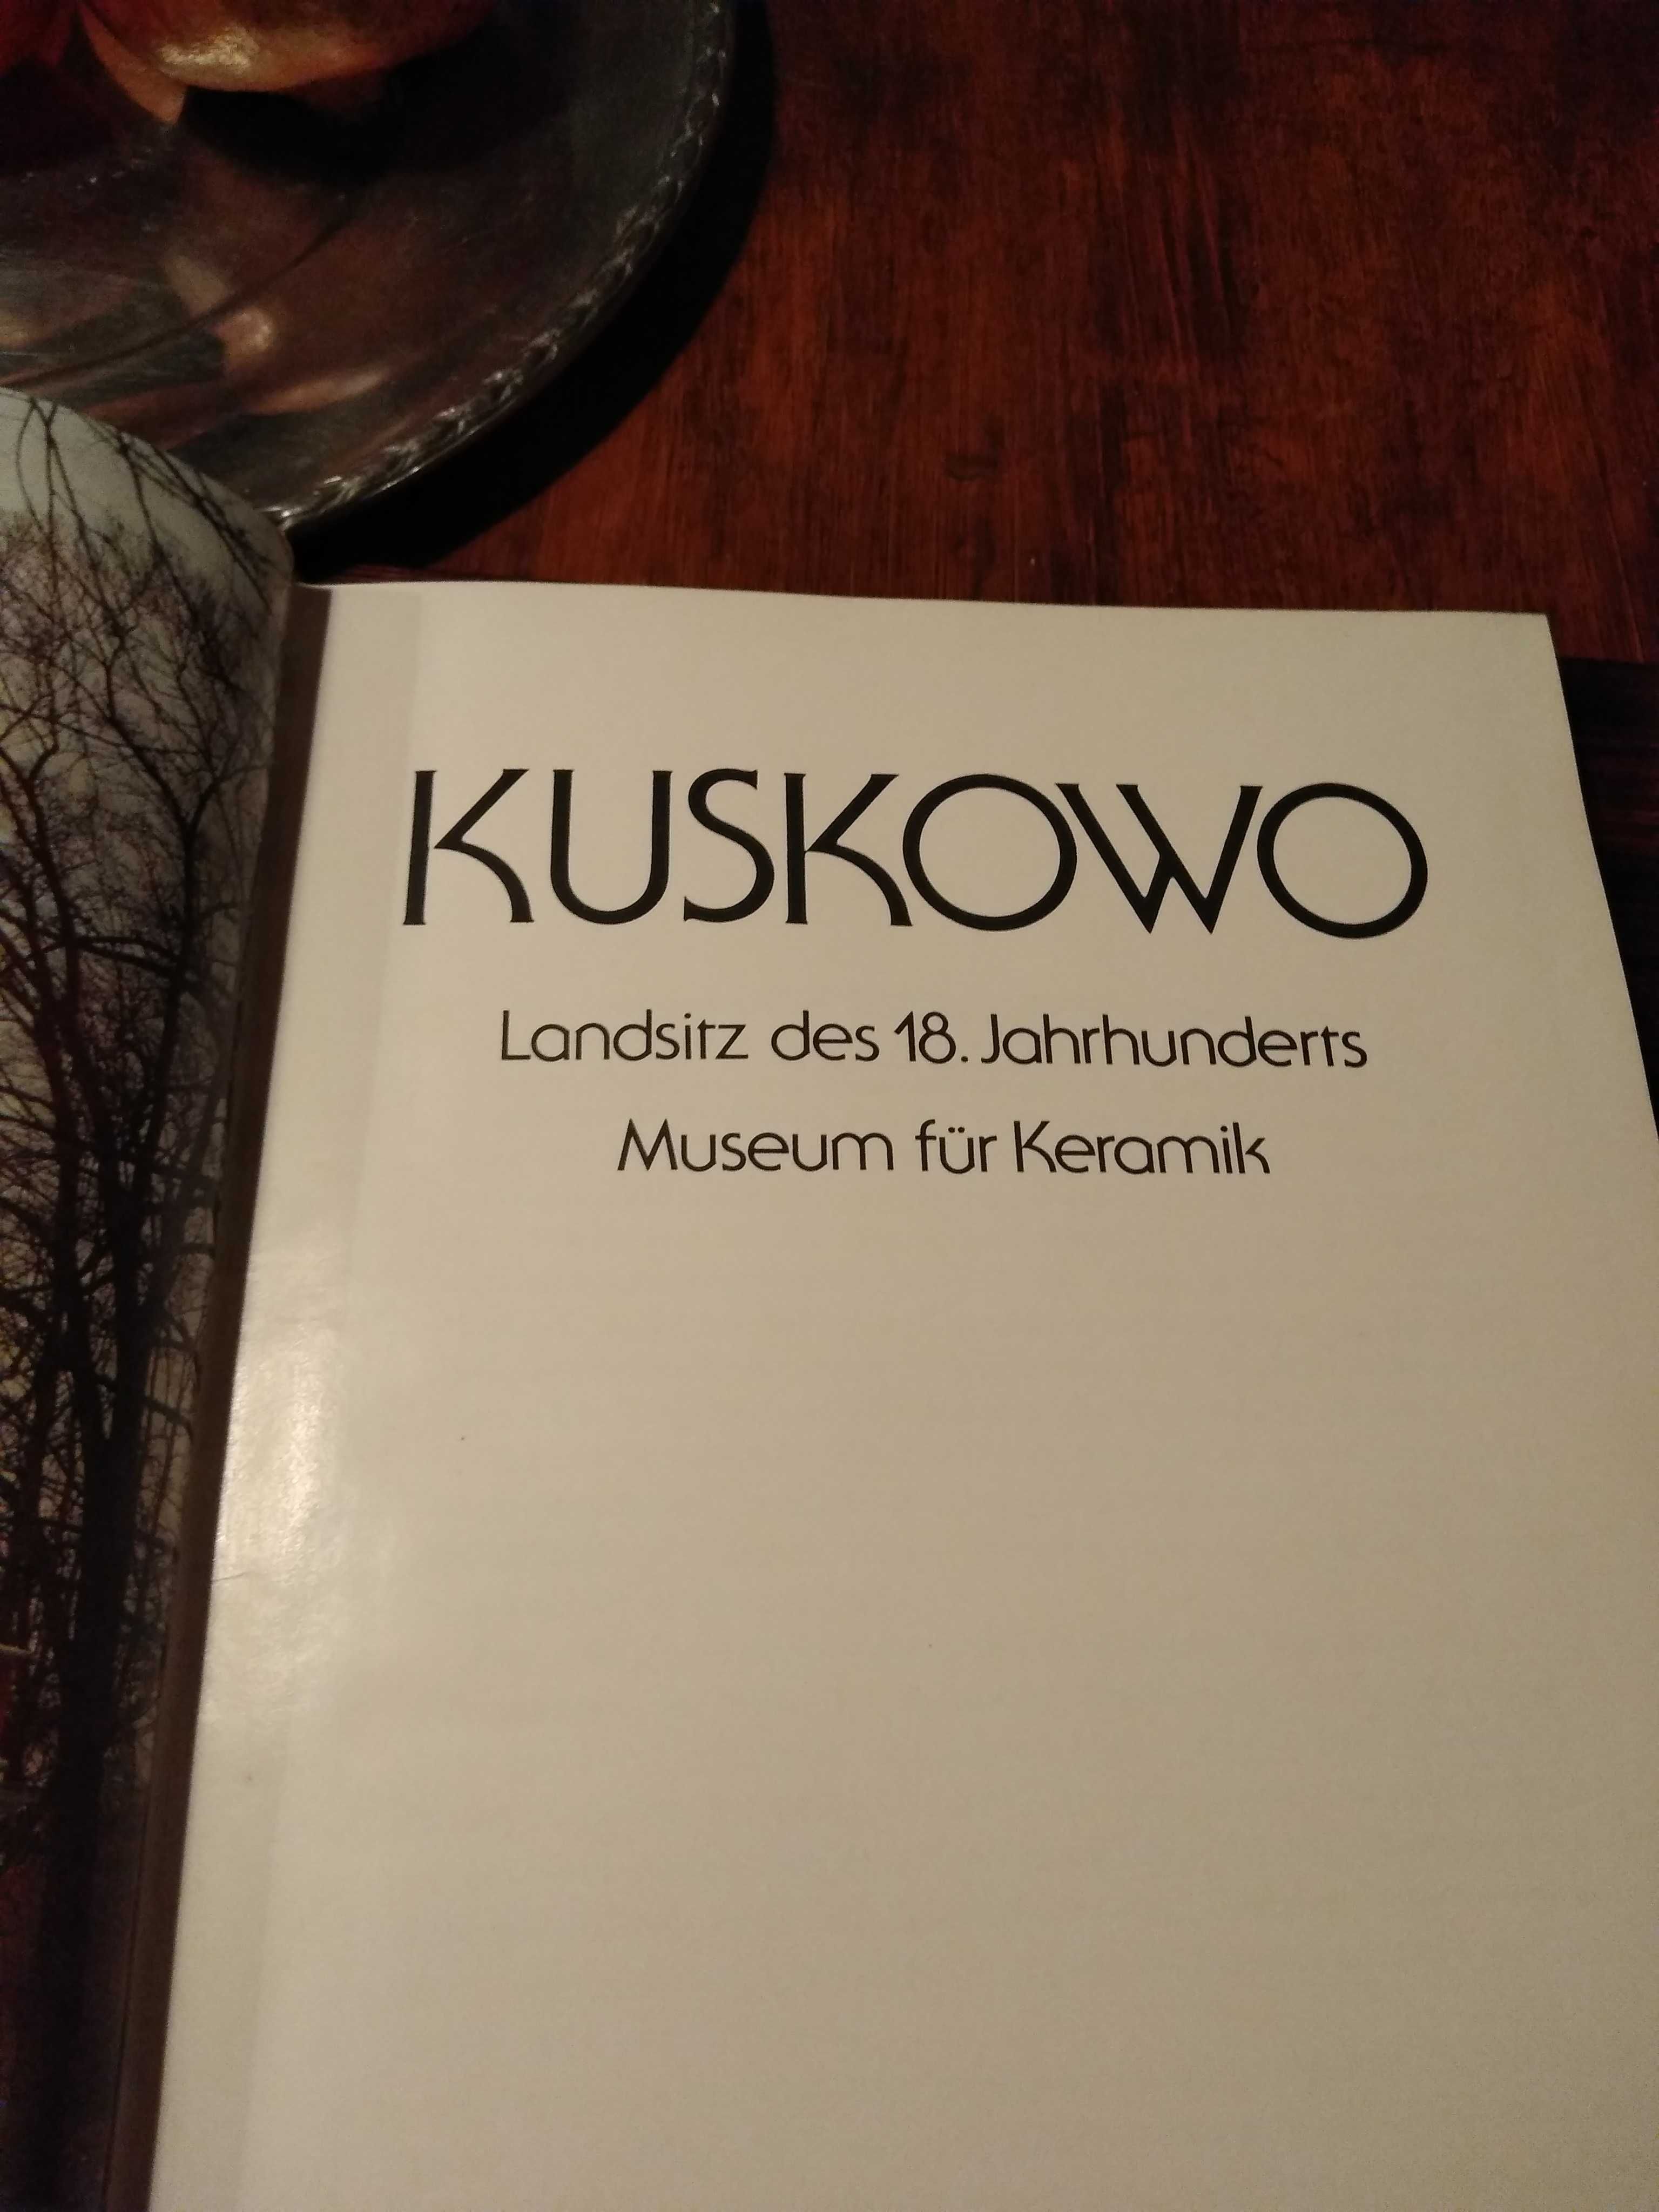 KUSKOWO
Landsitz des 18. Jahrhunderts
Museum für Keramik